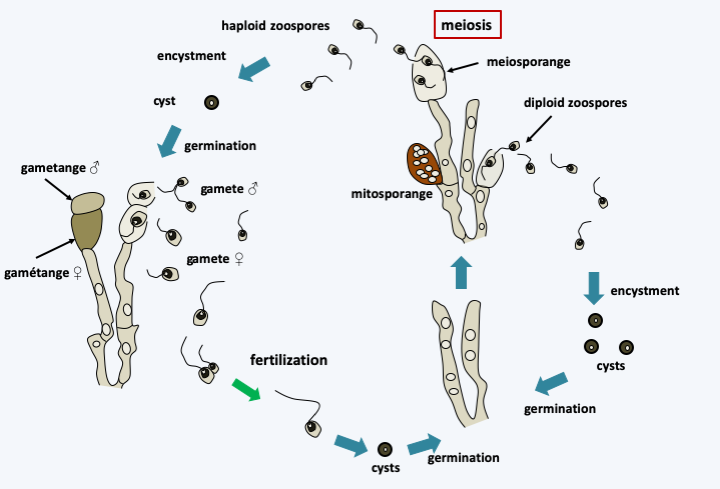 haploid zoospores
meiosis
encystment
meiosporange
cyst
diploid zoospores
germination
gametange ♂
gamete ♂
mitosporange
gamete ♀
gamétange ♀
encystment
fertilization
cysts
germination
germination
cysts